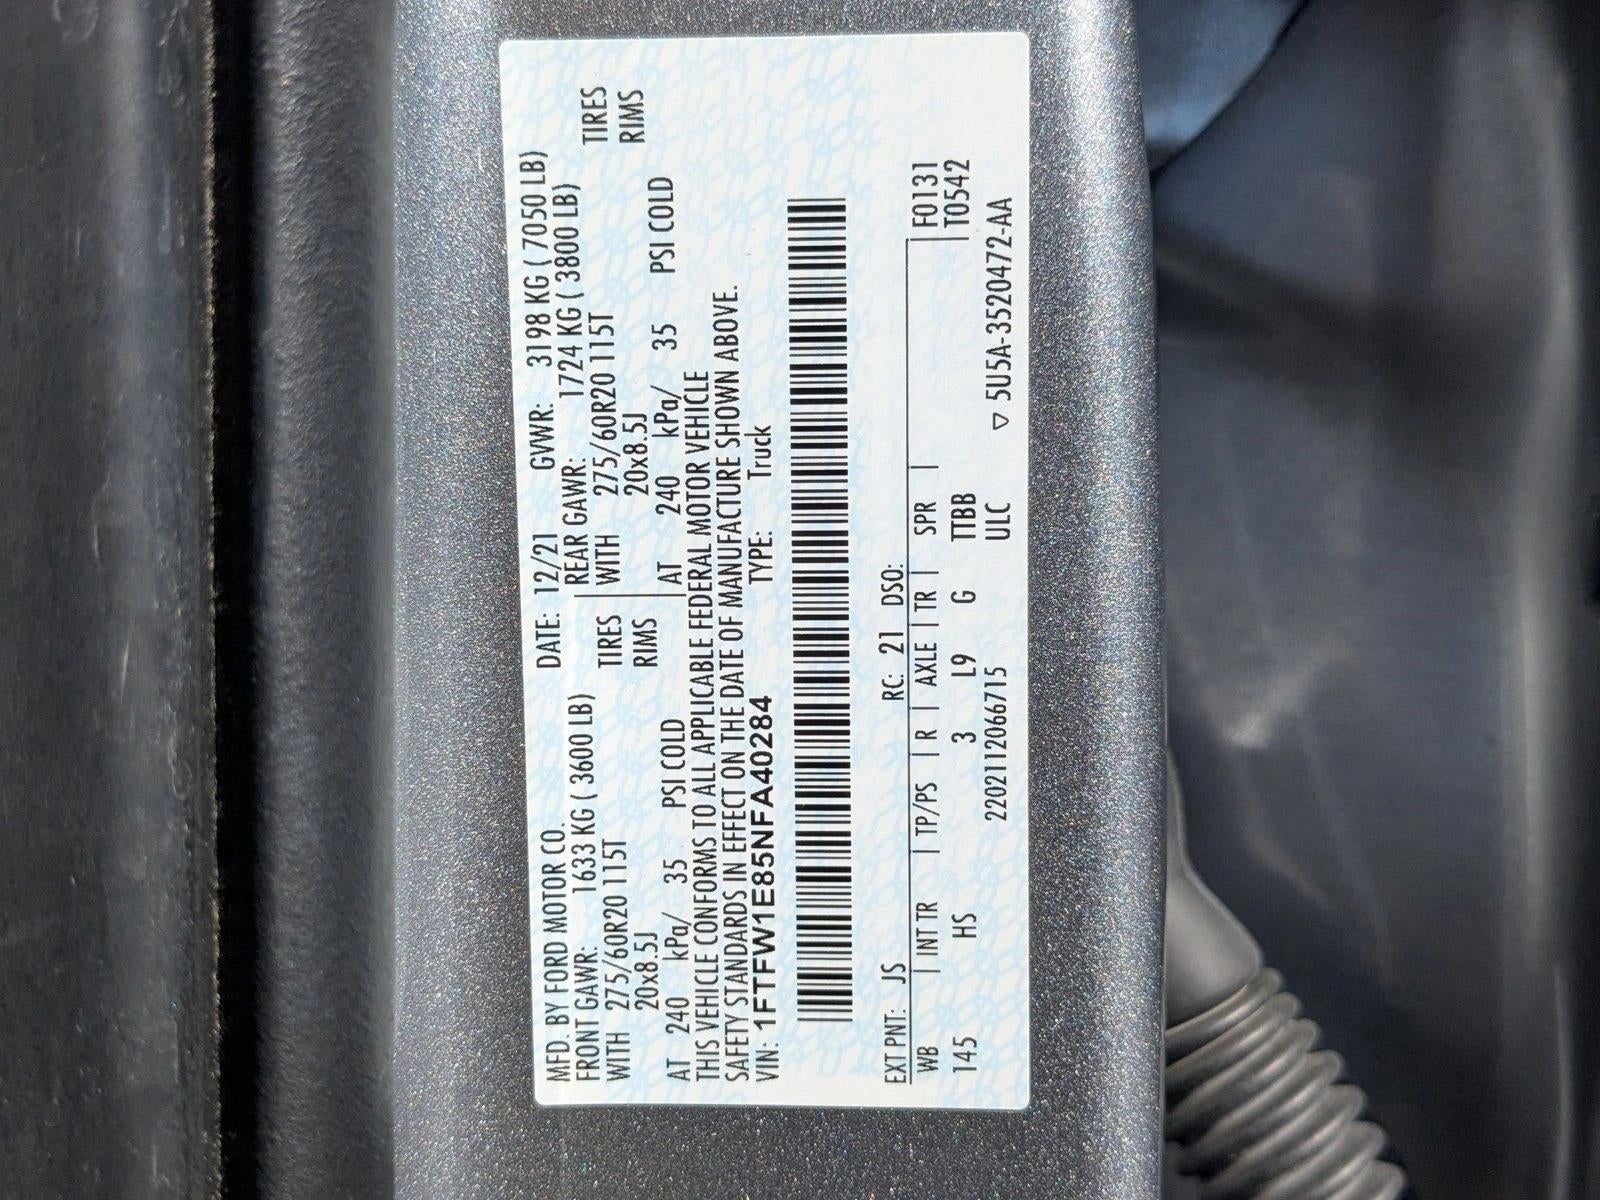 MFD. BY FORD MOTOR CO. DATE: 12/21 GVWR: 3198 KG ( 7050 LB)
FRONT GAWR: 1633 KG ( 3600 LB) REAR GAWR: 1724 KG ( 3800 LB)
WITH 275/60R20 115T TIRES WITH 275/60R20 115T TIRES
20x8.5J RIMS 20x8.5J RIMS
AT 240 kPa/ 35 PSI COLD AT 240 kPa/ 35 PSI COLD
THIS VEHICLE CONFORMS TO ALL APPLICABLE FEDERAL MOTOR VEHICLE
SAFETY STANDARDS IN EFFECT ON THE DATE OF MANUFACTURE SHOWN ABOVE.
VIN: 1FTFW1E85NFA40284 TYPE: Truck
EXT PNT: JS RC: 21 DSO:
WB | INT TR | TP/PS | R | AXLE | TR | SPR | F0131
145 HS 3 L9 G TTBB T0542
2202112066715 ULC ▽ 5U5A-3520472-AA